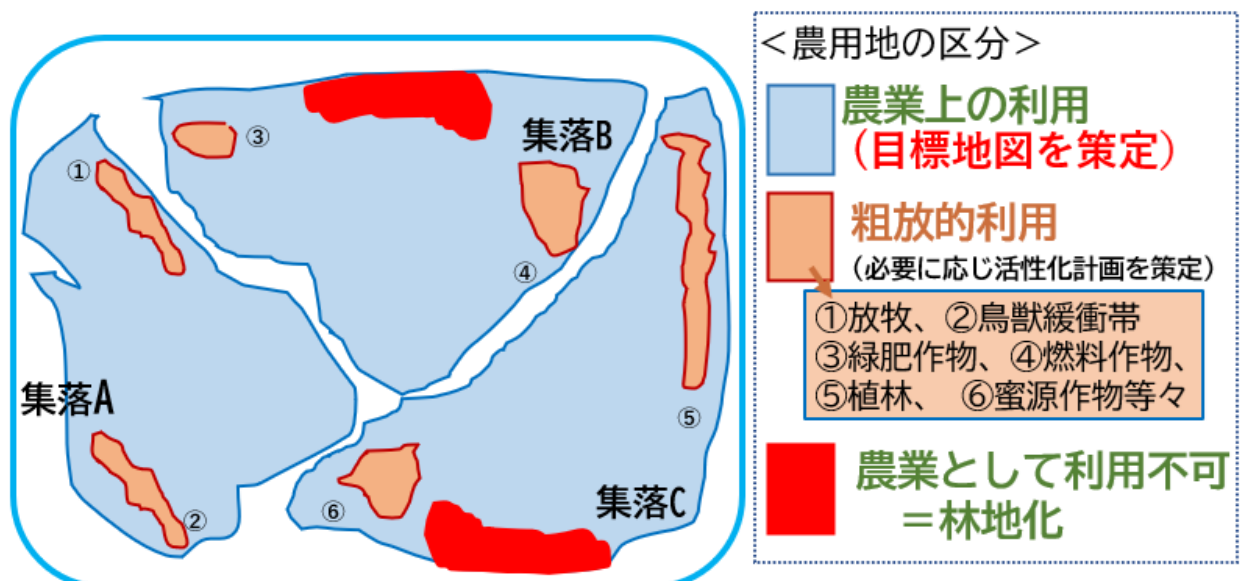 ③
集落B
①
④
集落A
⑤
⑥
集落C
②
＜農用地の区分＞
農業上の利用
（目標地図を策定）
粗放的利用
（必要に応じ活性化計画を策定）
①放牧、②鳥獣緩衝帯
③緑肥作物、④燃料作物、
⑤植林、 ⑥蜜源作物等々
農業として利用不可
＝林地化